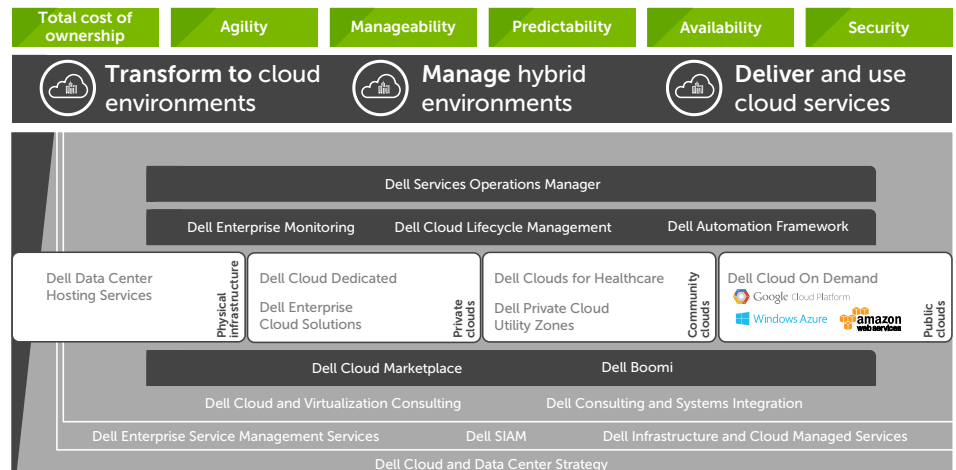 Total cost of
ownership
Agility
Manageability
Predictability
Availability
Security
Transform to cloud
environments
Manage hybrid
environments
Deliver and use
cloud services
Dell Services Operations Manager
Dell Enterprise Monitoring
Dell Cloud Lifecycle Management
Dell Automation Framework
Dell Data Center
Hosting Services
Physical
infrastructure
Dell Cloud Dedicated
Dell Enterprise
Cloud Solutions
Private
clouds
Dell Clouds for Healthcare
Dell Private Cloud
Utility Zones
Community
clouds
Dell Cloud On Demand
Google Cloud Platform
Windows Azure
amazon
web services
Public
clouds
Dell Cloud Marketplace
Dell Boomi
Dell Cloud and Virtualization Consulting
Dell Consulting and Systems Integration
Dell Enterprise Service Management Services
Dell SIAM
Dell Infrastructure and Cloud Managed Services
Dell Cloud and Data Center Strategy